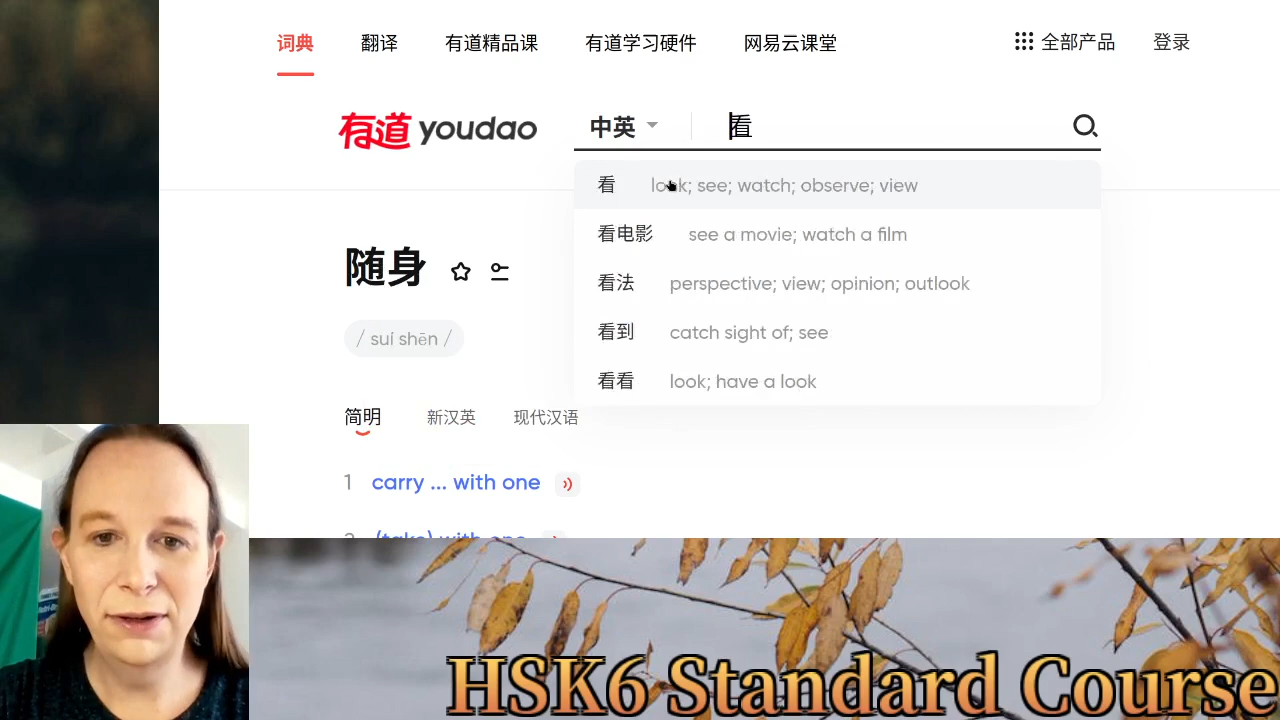 词典 翻译 有道精品课 有道学习硬件 网易云课堂 全部产品 登录
有道 youdao 中英 看
看 look; see; watch; observe; view
看电影 see a movie; watch a film
看法 perspective; view; opinion; outlook
看到 catch sight of; see
看看 look; have a look
随身
/ suí shēn /
简明 新汉英 现代汉语
1 carry ... with one
2 (take) with one
HSK6 Standard Course